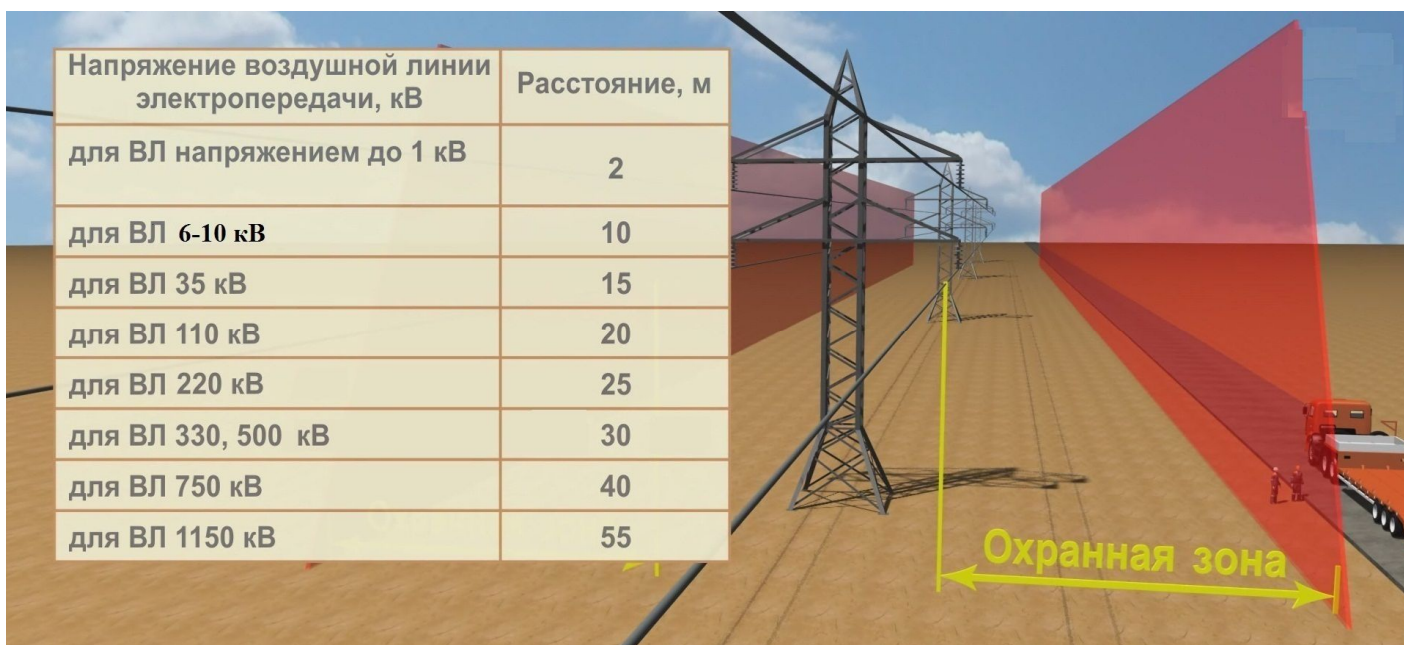 Напряжение воздушной линии
электропередачи, кВ
Расстояние, м
для ВЛ напряжением до 1 кВ
2
для ВЛ 6-10 кВ
10
для ВЛ 35 кВ
15
для ВЛ 110 кВ
20
для ВЛ 220 кВ
25
для ВЛ 330, 500 кВ
30
для ВЛ 750 кВ
40
для ВЛ 1150 кВ
55
Охранная зона